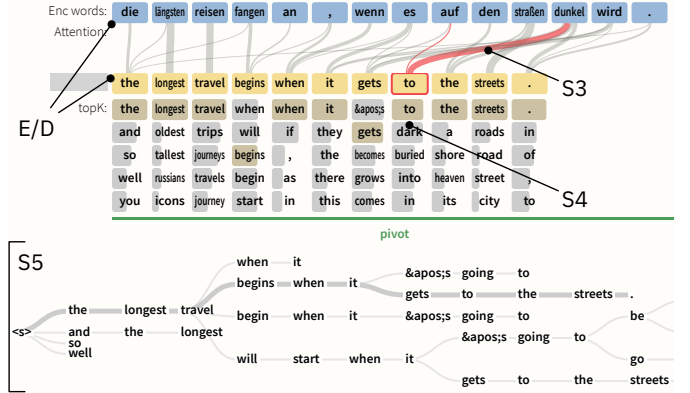 Enc words: die längsten reisen fangen an , wenn es auf den straßen dunkel wird .
Attention:
S3
the longest travel begins when it gets to the streets .
topK: the longest travel when when it &apos;s to the streets .
E/D
and oldest trips will if they gets dark a roads in
so tallest journeys begins , the becomes buried shore road of
well russians travels begin as there grows into heaven street ,
you icons journey start in this comes in its city to
S4
pivot
S5
when it
begins when it &apos;s going to
gets to the streets .
the longest travel
begin when it &apos;s going to be
<s> and the longest
so
well
&apos;s going to
will start when it go
gets to the streets